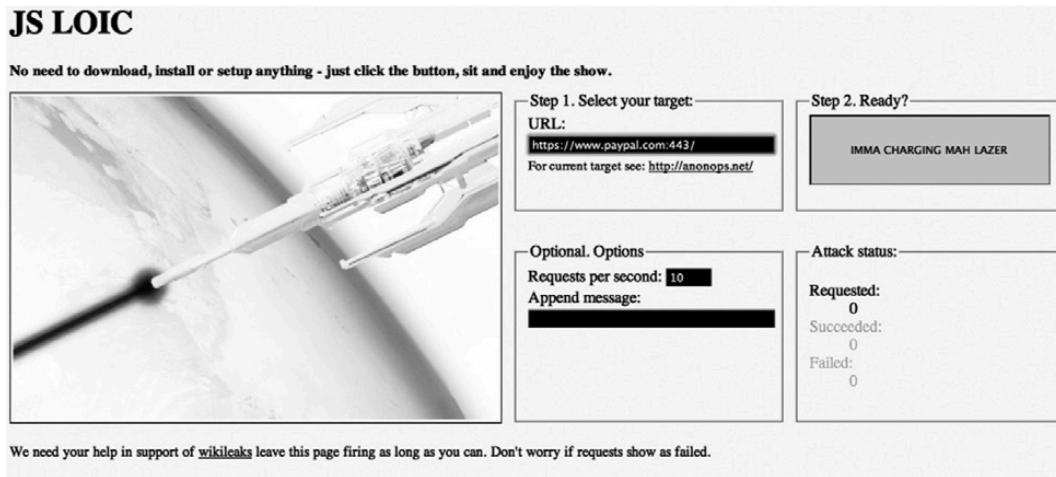 JS LOIC
No need to download, install or setup anything - just click the button, sit and enjoy the show.
Step 1. Select your target:
URL:
https://www.paypal.com:443/
For current target see: http://anonops.net/
Step 2. Ready?
IMMA CHARGING MAH LAZER
Optional. Options
Requests per second: 10
Append message:
Attack status:
Requested:
0
Succeeded:
0
Failed:
0
We need your help in support of wikileaks leave this page firing as long as you can. Don't worry if requests show as failed.